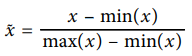 x̃ = (x − min(x)) / (max(x) − min(x))